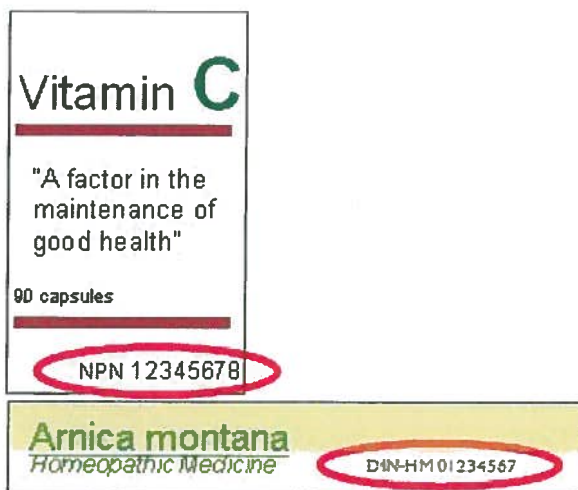 Vitamin C
"A factor in the
maintenance of
good health"
90 capsules
NPN 12345678
Arnica montana
Homeopathic Medicine
DIN-HM 01234567